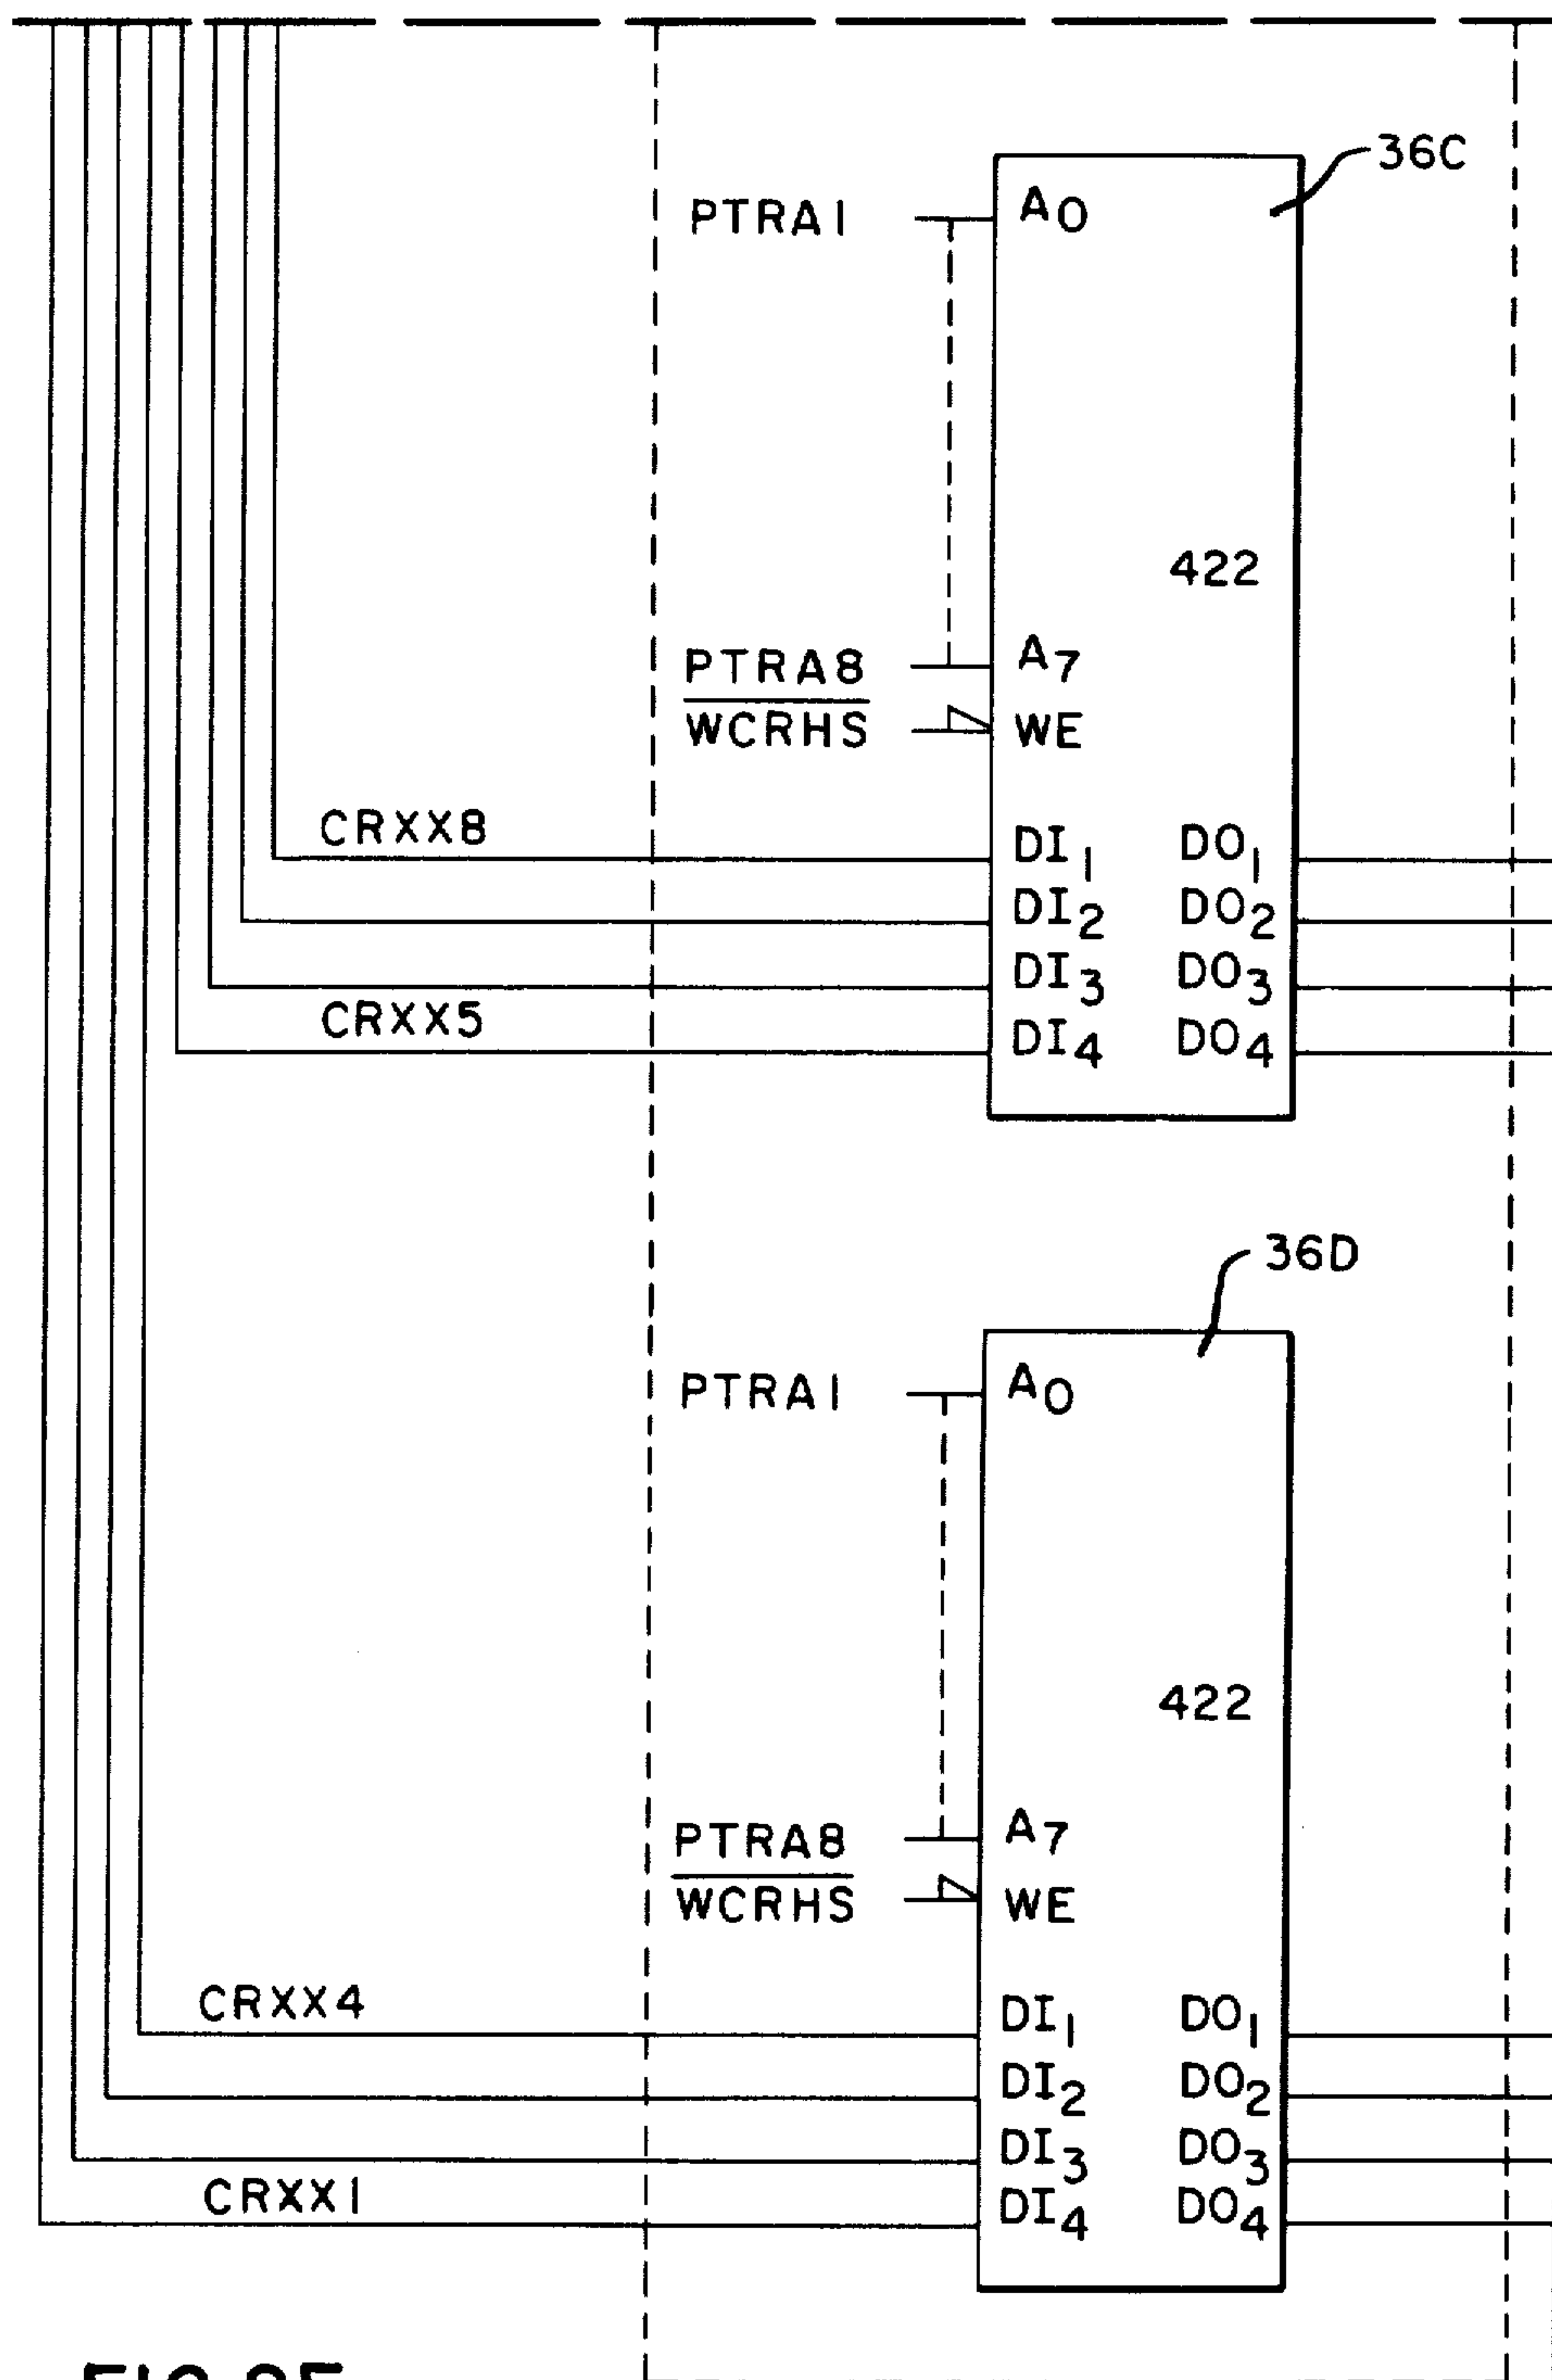 36C
PTRA1 A0
422
PTRA8 A7
WCRHS WE
CRXX8 DI1 DO1
DI2 DO2
DI3 DO3
CRXX5 DI4 DO4
36D
PTRA1 A0
422
PTRA8 A7
WCRHS WE
CRXX4 DI1 DO1
DI2 DO2
DI3 DO3
CRXX1 DI4 DO4